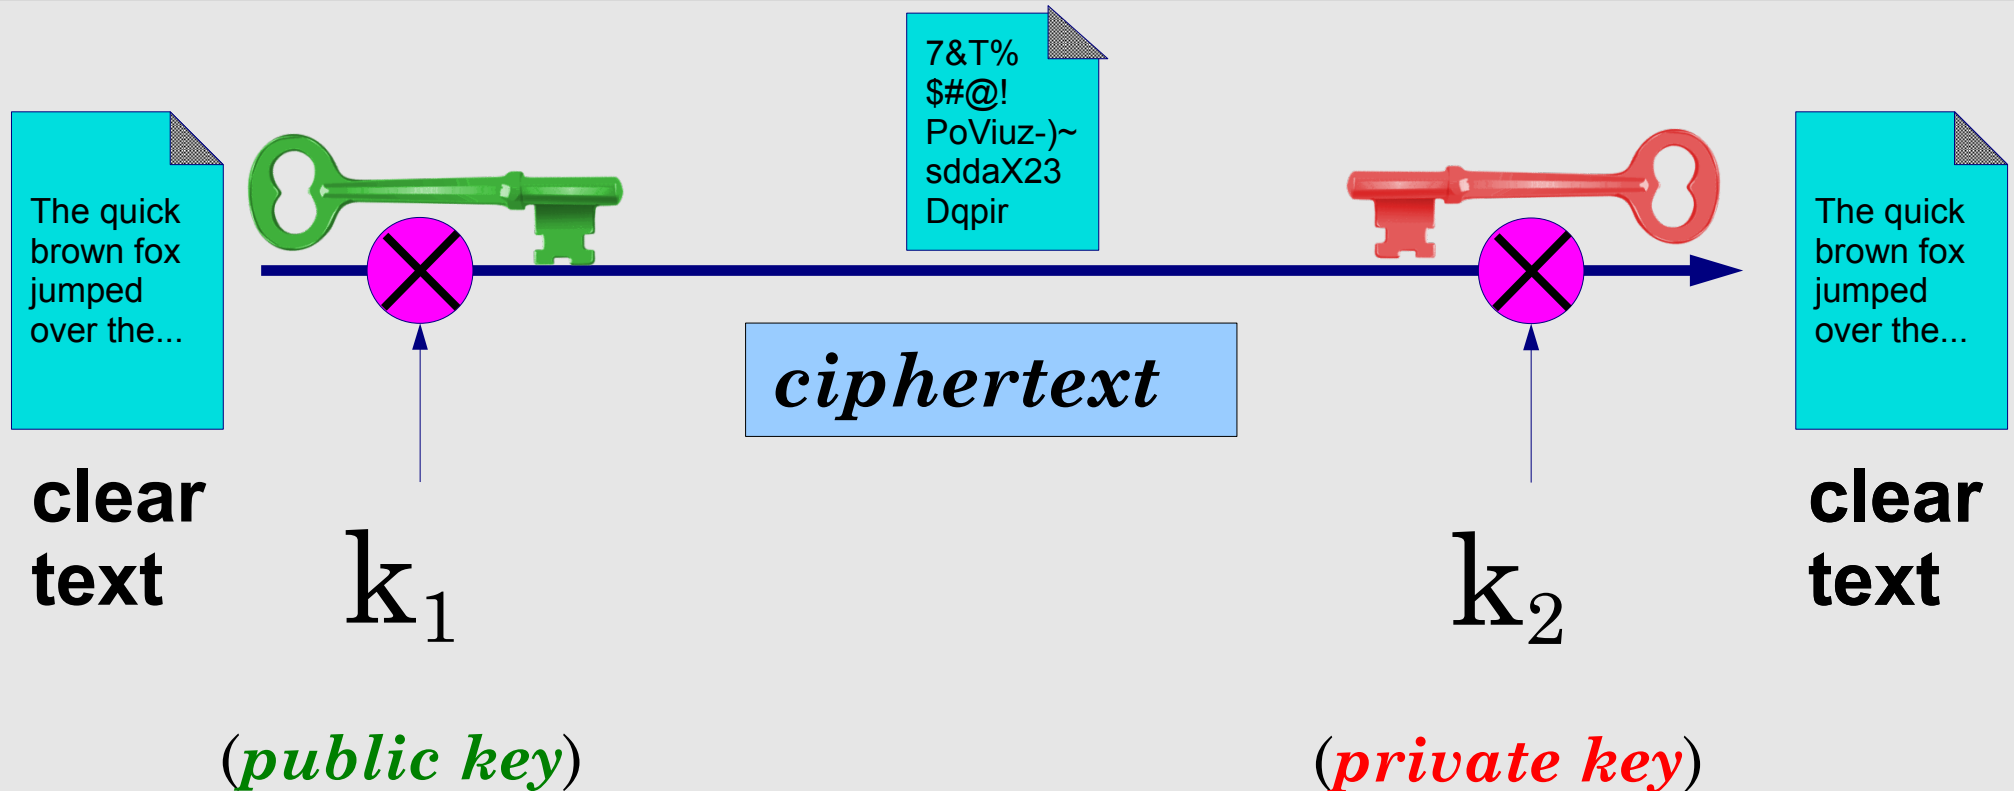 The quick
brown fox
jumped
over the...
clear
text
7&T%
$#@!
PoViuz-)~
sddaX23
Dqpir
ciphertext
k₁
(public key)
k₂
(private key)
The quick
brown fox
jumped
over the...
clear
text